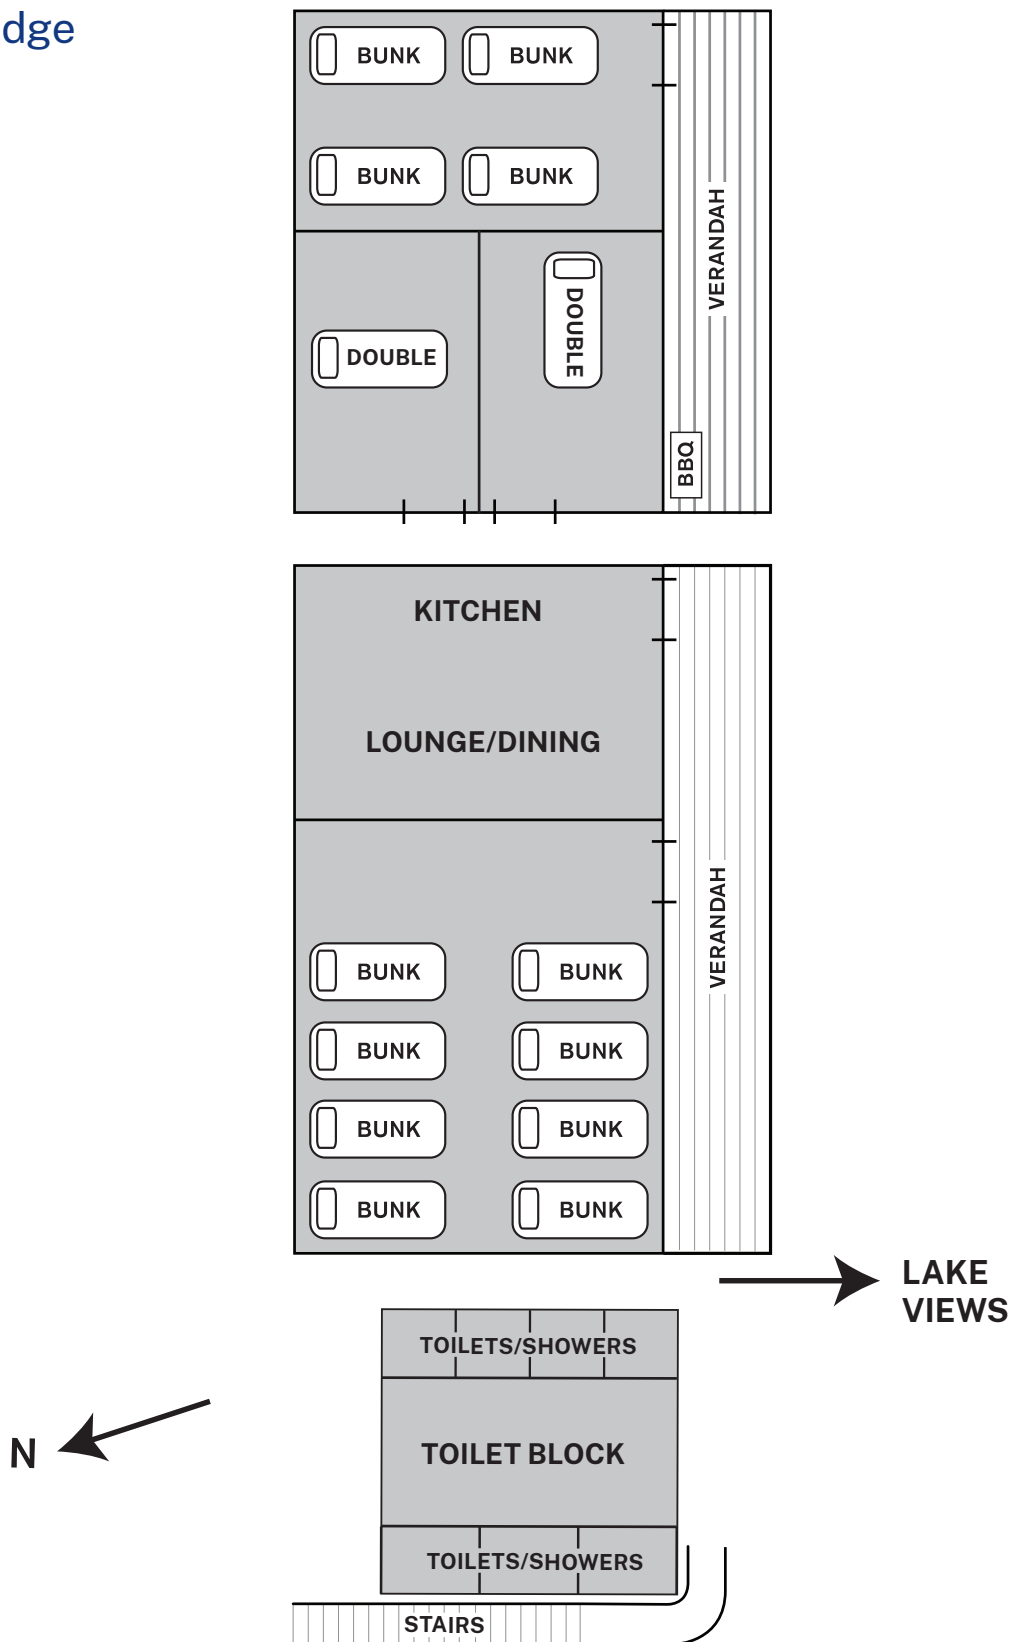 dge
BUNK BUNK
BUNK BUNK
VERANDAH
DOUBLE
DOUBLE
BBQ
KITCHEN
LOUNGE/DINING
VERANDAH
BUNK BUNK
BUNK BUNK
BUNK BUNK
BUNK BUNK
LAKE
VIEWS
TOILETS/SHOWERS
N
TOILET BLOCK
TOILETS/SHOWERS
STAIRS